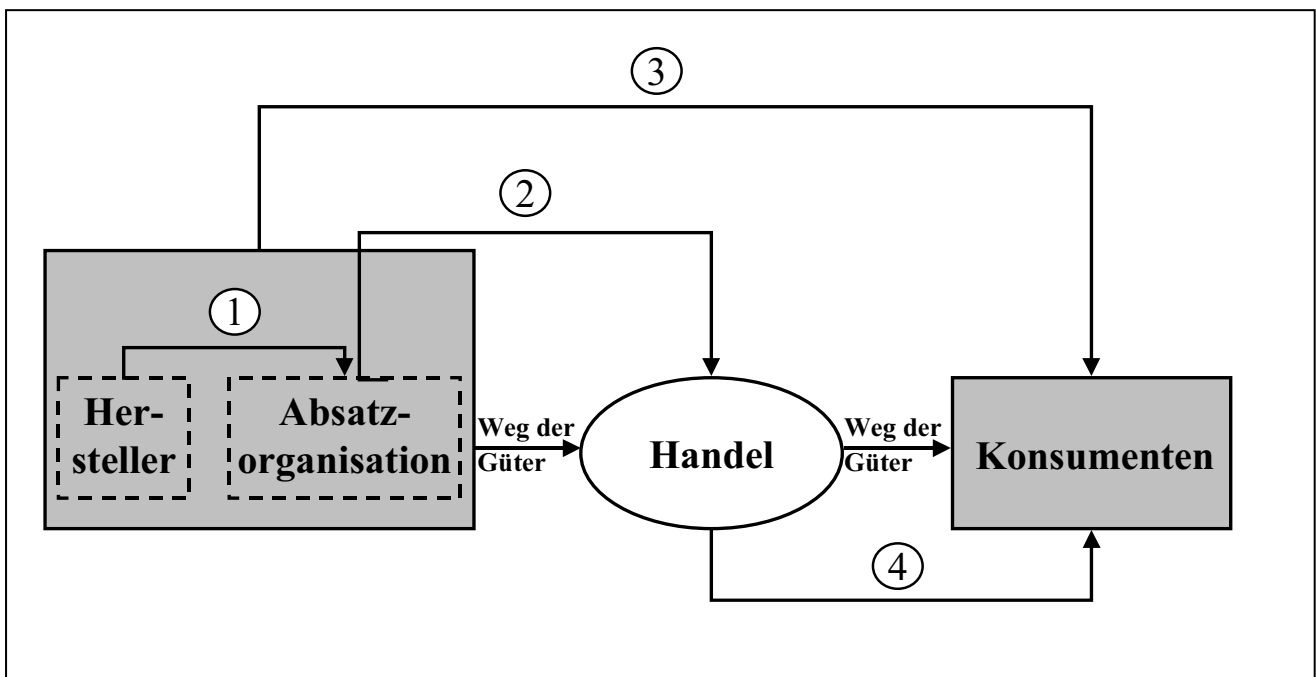 3
2
1
Her-
steller
Absatz-
organisation
Weg der
Güter
Handel
Weg der
Güter
Konsumenten
4